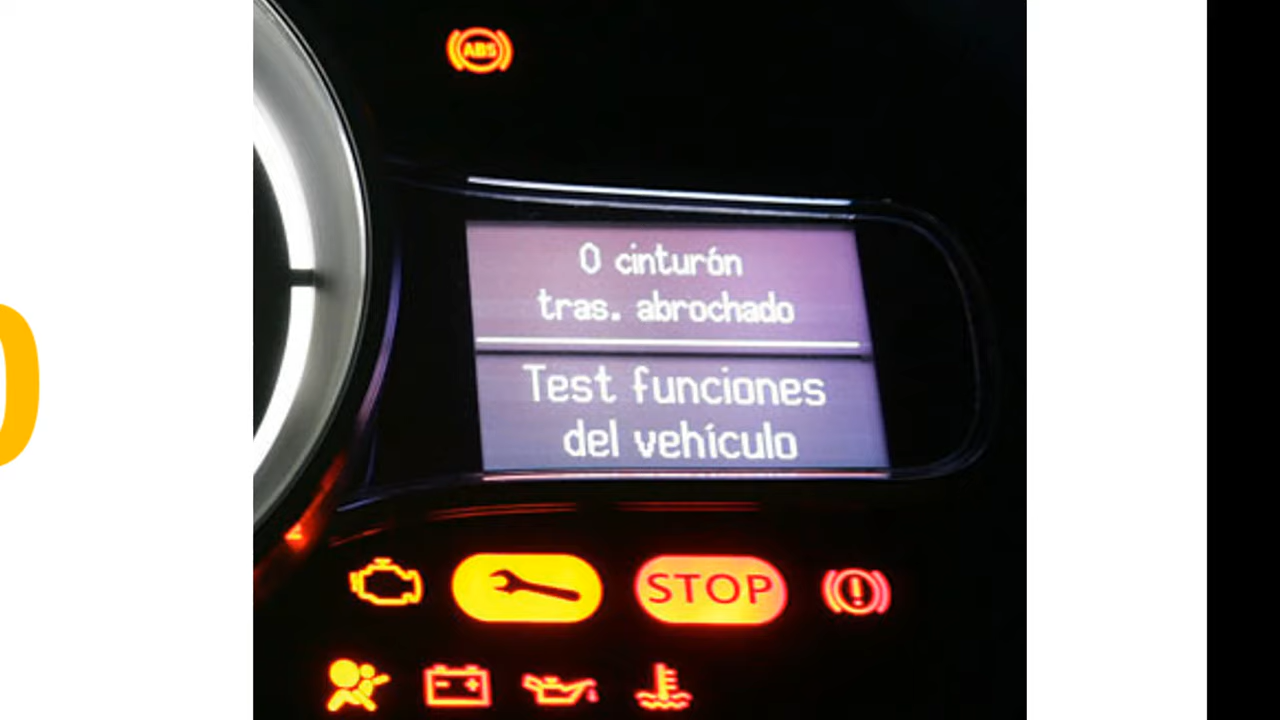 ABS
0 cinturón
tras. abrochado
Test funciones
del vehículo
STOP